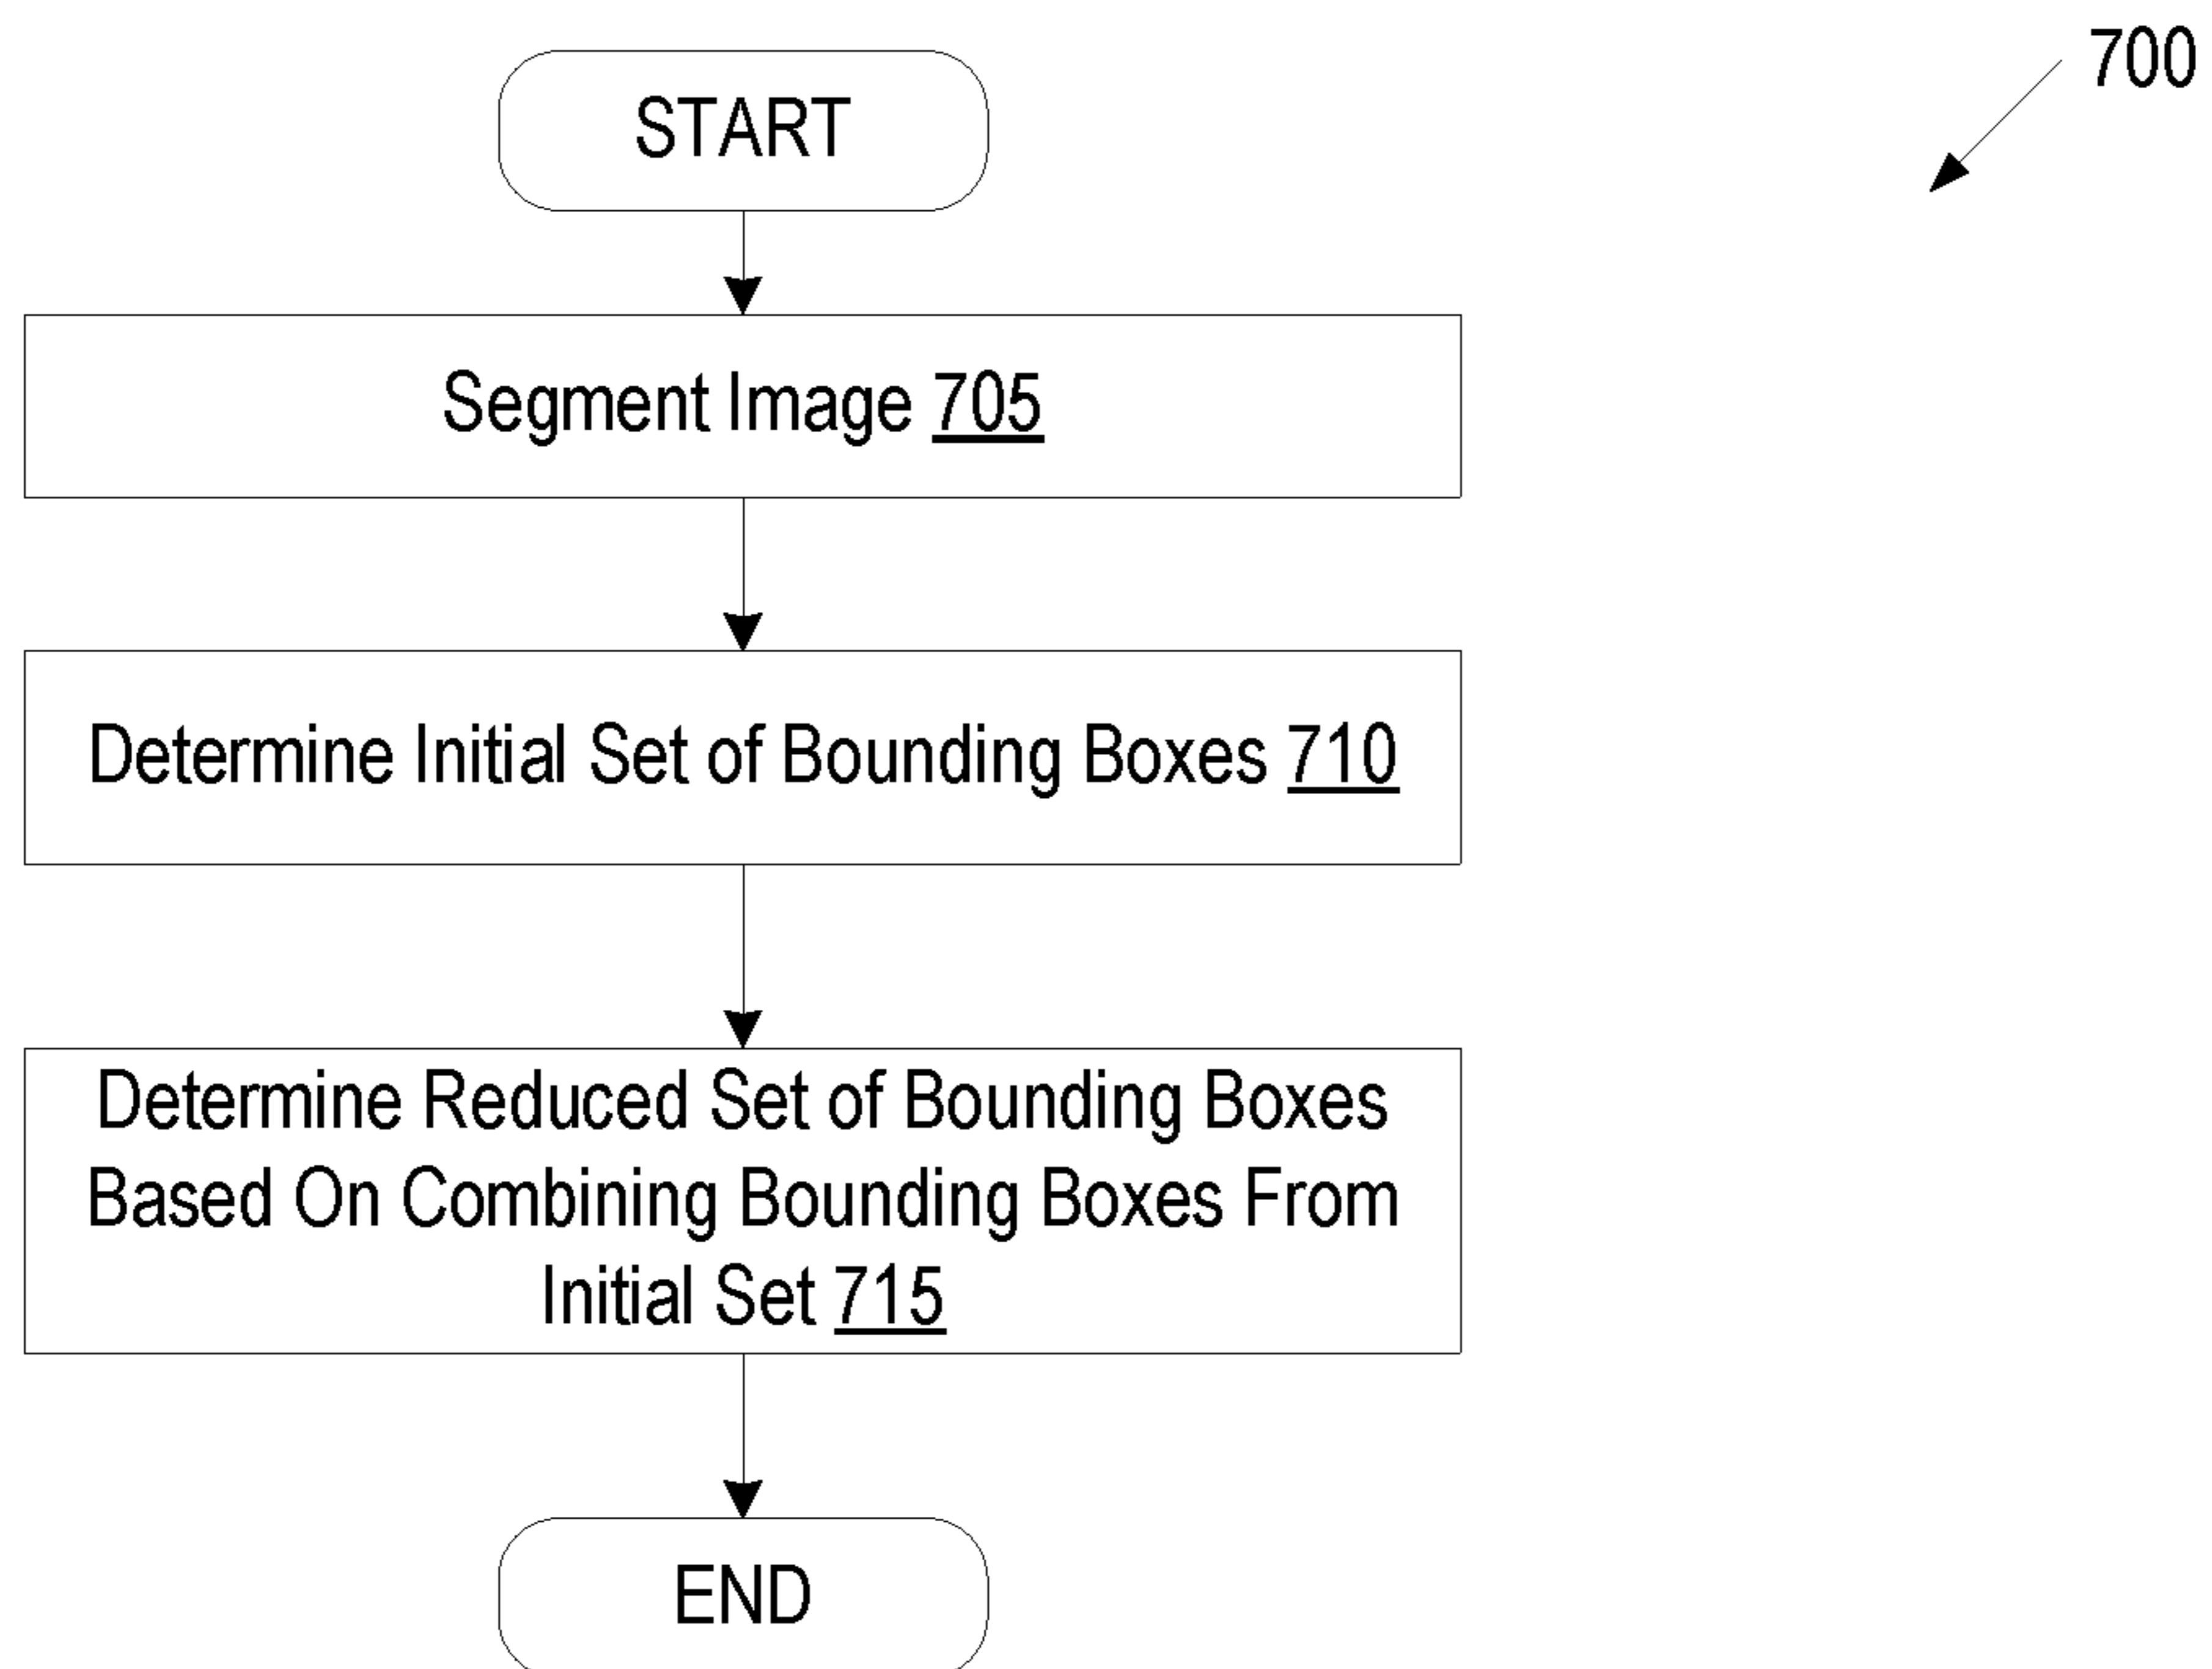 700
START
Segment Image 705
Determine Initial Set of Bounding Boxes 710
Determine Reduced Set of Bounding Boxes
Based On Combining Bounding Boxes From
Initial Set 715
END